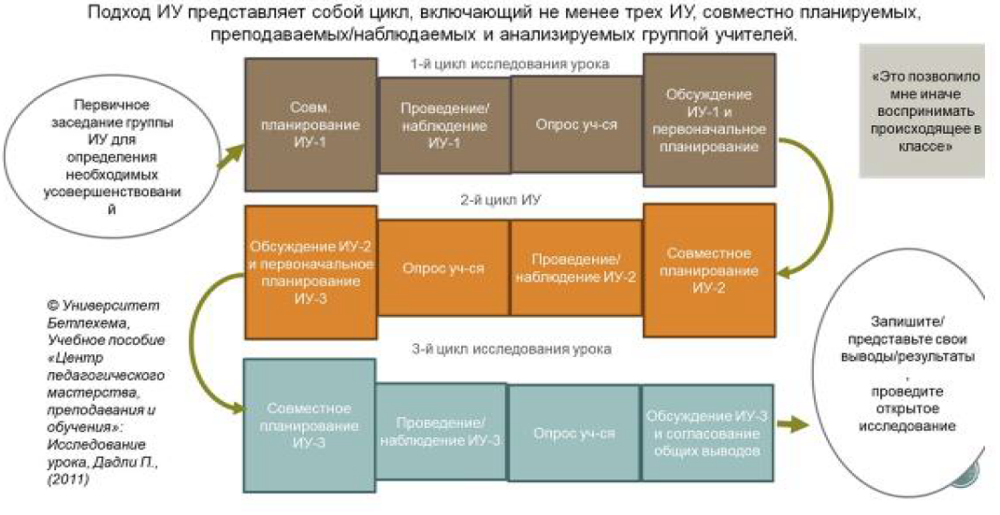 Подход ИУ представляет собой цикл, включающий не менее трех ИУ, совместно планируемых,
преподаваемых/наблюдаемых и анализируемых группой учителей.
1-й цикл исследования урока
Первичное
заседание группы
ИУ для
определения
необходимых
усовершенствовани
й
Совм.
планирование
ИУ-1
Проведение/
наблюдение
ИУ-1
Опрос уч-ся
Обсуждение
ИУ-1 и
первоначальное
планирование
«Это позволило
мне иначе
воспринимать
происходящее в
классе»
2-й цикл ИУ
Обсуждение ИУ-2
и первоначальное
планирование
ИУ-3
Опрос уч-ся
Проведение/
наблюдение ИУ-2
Совместное
планирование
ИУ-2
3-й цикл исследования урока
© Университет
Бетлехема,
Учебное пособие
«Центр
педагогического
мастерства,
преподавания и
обучения»:
Исследование
урока, Дадли П.,
(2011)
Совместное
планирование
ИУ-3
Проведение/
наблюдение ИУ-3
Опрос уч-ся
Обсуждение ИУ-3
и согласование
общих выводов
Запишите/
представьте свои
выводы/результаты
,
проведите
открытое
исследование